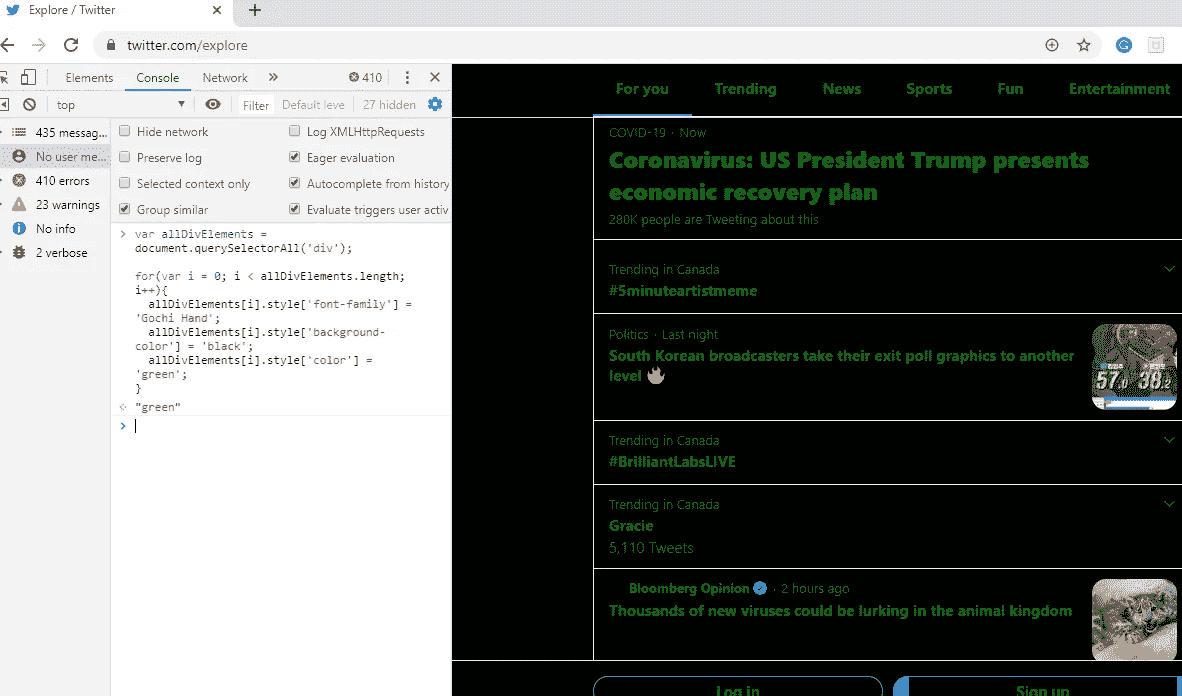 Explore / Twitter
twitter.com/explore
Elements Console Network » 410
top Filter Default leve 27 hidden
435 messag...
No user me...
410 errors
23 warnings
No info
2 verbose
Hide network Log XMLHttpRequests
Preserve log Eager evaluation
Selected context only Autocomplete from history
Group similar Evaluate triggers user activ
> var allDivElements =
document.querySelectorAll('div');
for(var i = 0; i < allDivElements.length;
i++){
allDivElements[i].style['font-family'] =
'Gochi Hand';
allDivElements[i].style['background-
color'] = 'black';
allDivElements[i].style['color'] =
'green';
}
"green"
>
For you Trending News Sports Fun Entertainment
COVID-19 · Now
Coronavirus: US President Trump presents
economic recovery plan
280K people are Tweeting about this
Trending in Canada
#5minuteartistmeme
Politics · Last night
South Korean broadcasters take their exit poll graphics to another
level
57.0 38.2
Trending in Canada
#BrilliantLabsLIVE
Trending in Canada
Gracie
5,110 Tweets
Bloomberg Opinion · 2 hours ago
Thousands of new viruses could be lurking in the animal kingdom
Log in Sign up